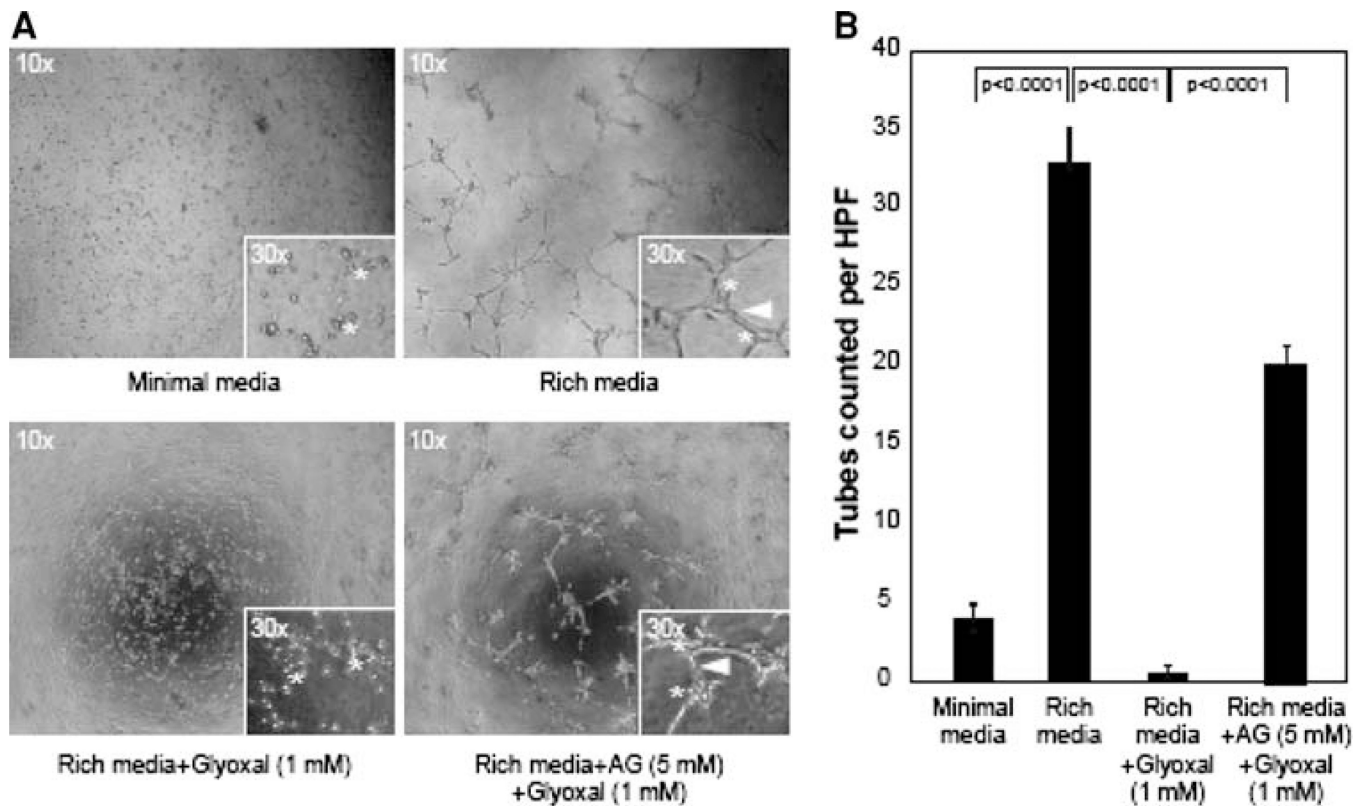 A
10x
10x
30x
*
*
30x
*
*
Minimal media
Rich media
10x
10x
30x
*
*
30x
*
*
Rich media+Glyoxal (1 mM)
Rich media+AG (5 mM)
+Glyoxal (1 mM)
B
Tubes counted per HPF
40
35
30
25
20
15
10
5
0
p<0.0001
p<0.0001
p<0.0001
Minimal
media
Rich
media
Rich
media
+Glyoxal
(1 mM)
Rich media
+AG (5 mM)
+Glyoxal
(1 mM)